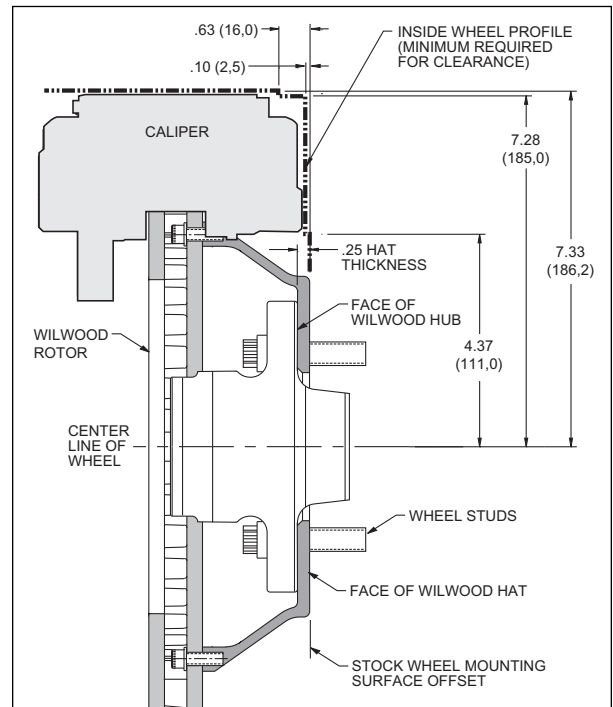 .63 (16,0)
.10 (2,5)
INSIDE WHEEL PROFILE
(MINIMUM REQUIRED
FOR CLEARANCE)
CALIPER
7.28
(185,0)
7.33
(186,2)
.25 HAT
THICKNESS
FACE OF
WILWOOD HUB
WILWOOD
ROTOR
4.37
(111,0)
CENTER
LINE OF
WHEEL
WHEEL STUDS
FACE OF WILWOOD HAT
STOCK WHEEL MOUNTING
SURFACE OFFSET